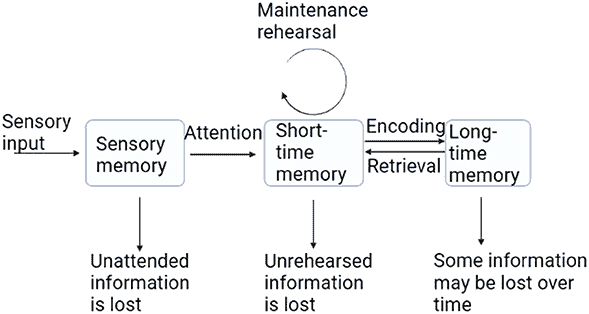 Maintenance
rehearsal
Sensory
input
Sensory
memory
Attention
Short-
time
memory
Encoding
Retrieval
Long-
time
memory
Unattended
information
is lost
Unrehearsed
information
is lost
Some information
may be lost over
time